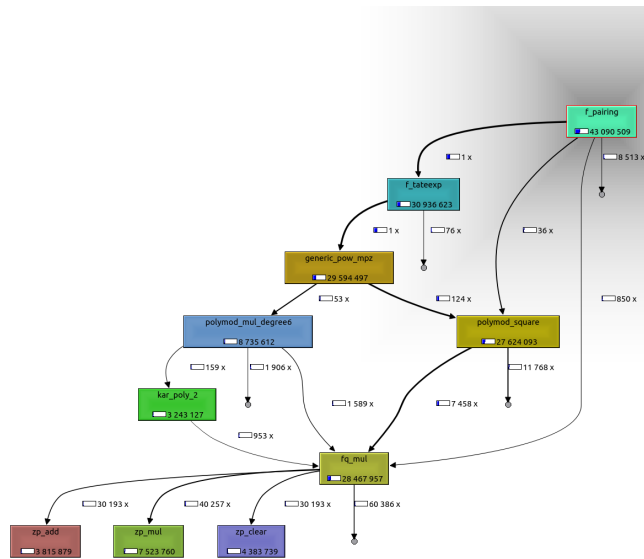 f_pairing
43 090 509
1 x
8 513 x
f_tateexp
30 936 623
1 x
76 x
36 x
generic_pow_mpz
29 594 497
53 x
124 x
850 x
polymod_mul_degree6
8 735 612
polymod_square
27 624 093
159 x
1 906 x
11 768 x
kar_poly_2
3 243 127
1 589 x
7 458 x
953 x
fq_mul
28 467 957
30 193 x
40 257 x
30 193 x
60 386 x
zp_add
3 815 879
zp_mul
7 523 760
zp_clear
4 383 739